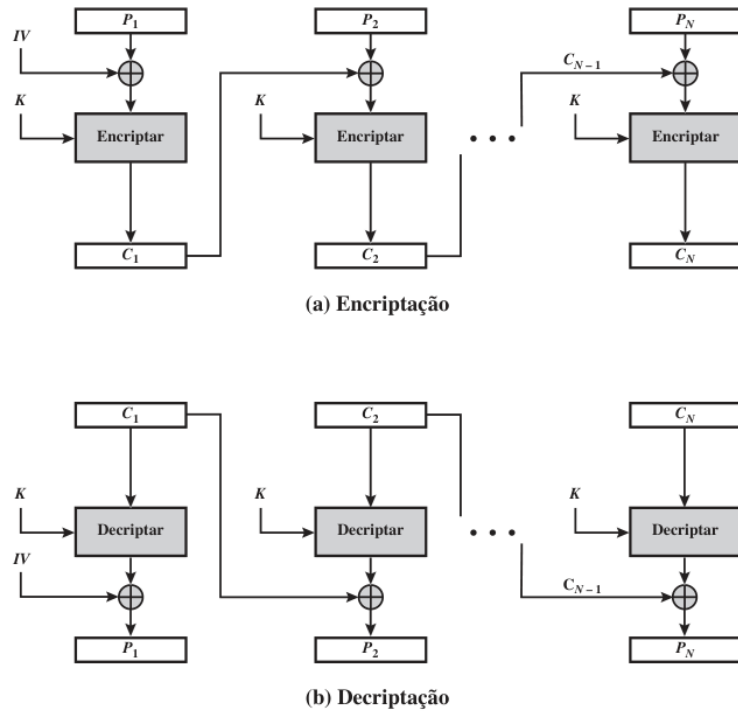 P1 P2 PN
IV
CN−1
K K K
Encriptar Encriptar Encriptar
C1 C2 CN
(a) Encriptação
C1 C2 CN
K K K
Decriptar Decriptar Decriptar
IV
CN−1
P1 P2 PN
(b) Decriptação